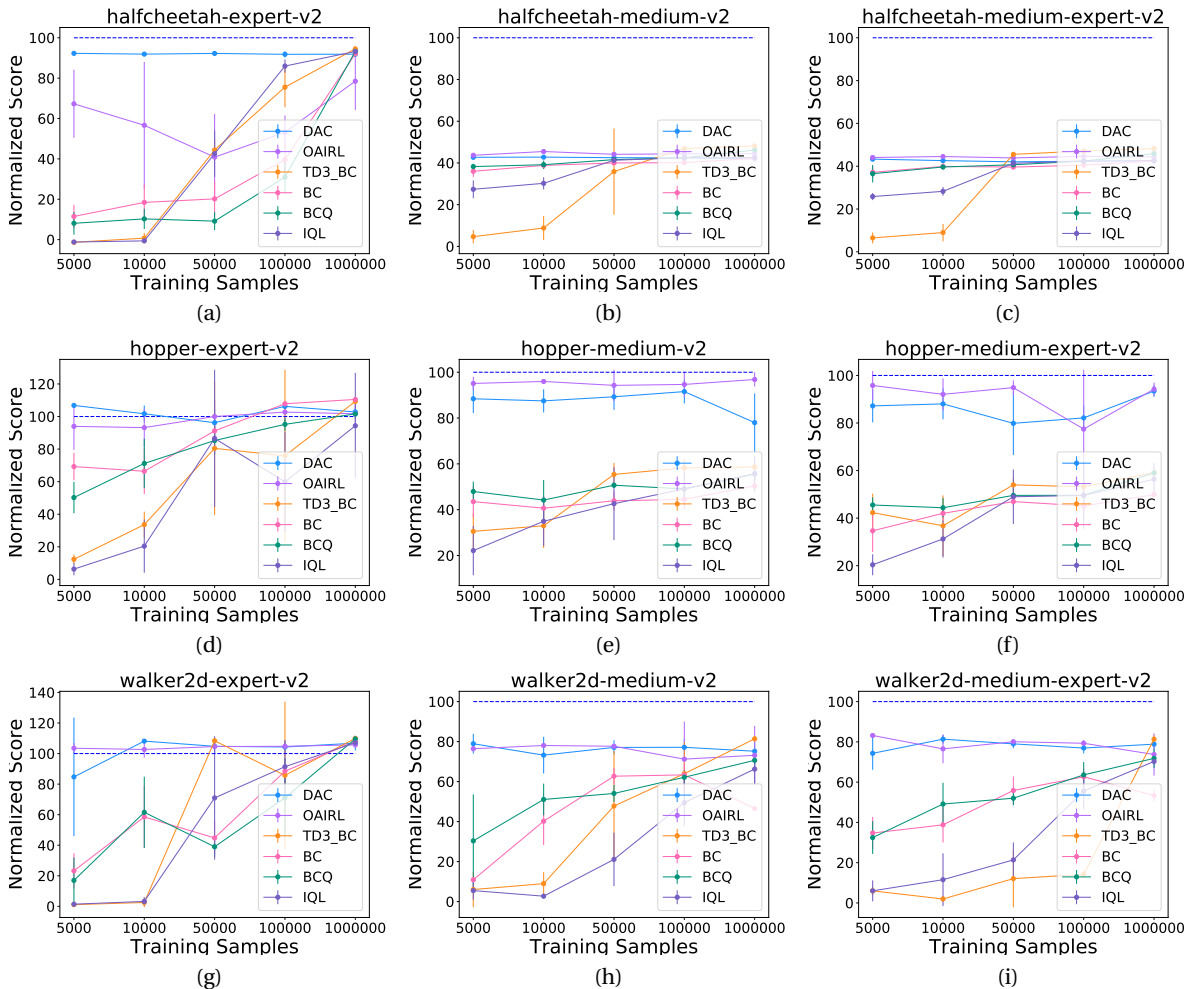 halfcheetah-expert-v2
Normalized Score
100
80
60
40
20
0
DAC
OAIRL
TD3_BC
BC
BCQ
IQL
5000 10000 50000 100000 1000000
Training Samples
(a)
halfcheetah-medium-v2
Normalized Score
100
80
60
40
20
0
DAC
OAIRL
TD3_BC
BC
BCQ
IQL
5000 10000 50000 100000 1000000
Training Samples
(b)
halfcheetah-medium-expert-v2
Normalized Score
100
80
60
40
20
0
DAC
OAIRL
TD3_BC
BC
BCQ
IQL
5000 10000 50000 100000 1000000
Training Samples
(c)
hopper-expert-v2
Normalized Score
120
100
80
60
40
20
0
DAC
OAIRL
TD3_BC
BC
BCQ
IQL
5000 10000 50000 100000 1000000
Training Samples
(d)
hopper-medium-v2
Normalized Score
100
80
60
40
20
DAC
OAIRL
TD3_BC
BC
BCQ
IQL
5000 10000 50000 100000 1000000
Training Samples
(e)
hopper-medium-expert-v2
Normalized Score
100
80
60
40
20
DAC
OAIRL
TD3_BC
BC
BCQ
IQL
5000 10000 50000 100000 1000000
Training Samples
(f)
walker2d-expert-v2
Normalized Score
140
120
100
80
60
40
20
0
DAC
OAIRL
TD3_BC
BC
BCQ
IQL
5000 10000 50000 100000 1000000
Training Samples
(g)
walker2d-medium-v2
Normalized Score
100
80
60
40
20
0
DAC
OAIRL
TD3_BC
BC
BCQ
IQL
5000 10000 50000 100000 1000000
Training Samples
(h)
walker2d-medium-expert-v2
Normalized Score
100
80
60
40
20
0
DAC
OAIRL
TD3_BC
BC
BCQ
IQL
5000 10000 50000 100000 1000000
Training Samples
(i)